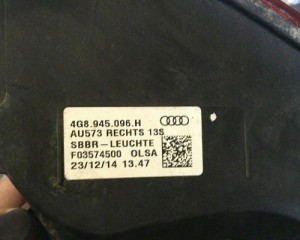 4G8.945.096.H
AU573 RECHTS 13S
SBBR-LEUCHTE
F03574500 OLSA
23/12/14 13.47